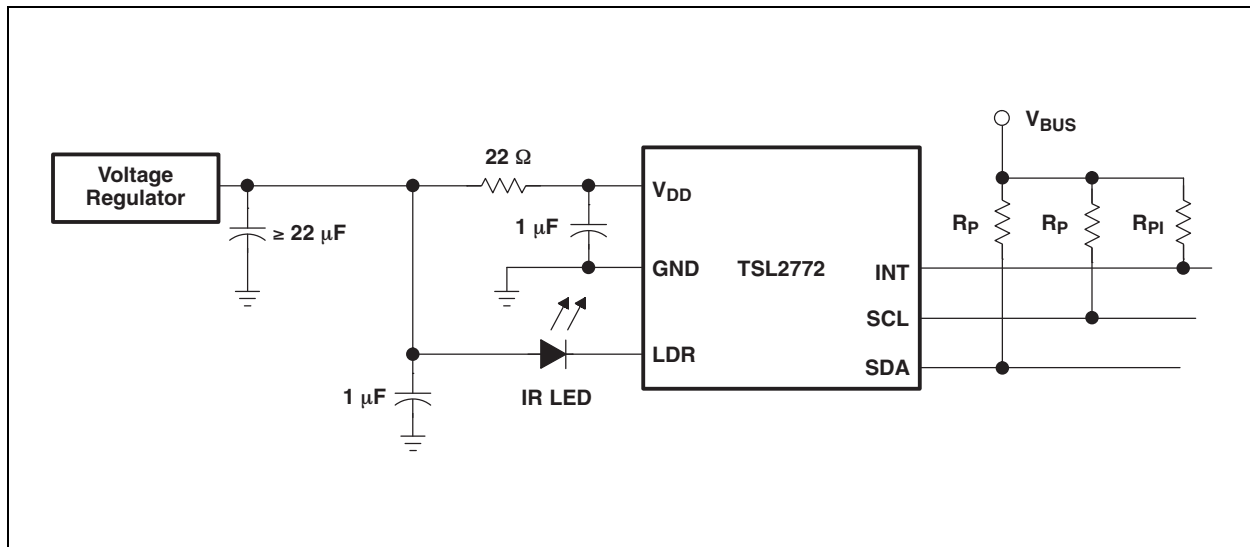 V_BUS
Voltage
Regulator
22 Ω
V_DD
≥ 22 μF
1 μF
R_P
R_P
R_PI
GND
TSL2772
INT
SCL
LDR
SDA
1 μF
IR LED